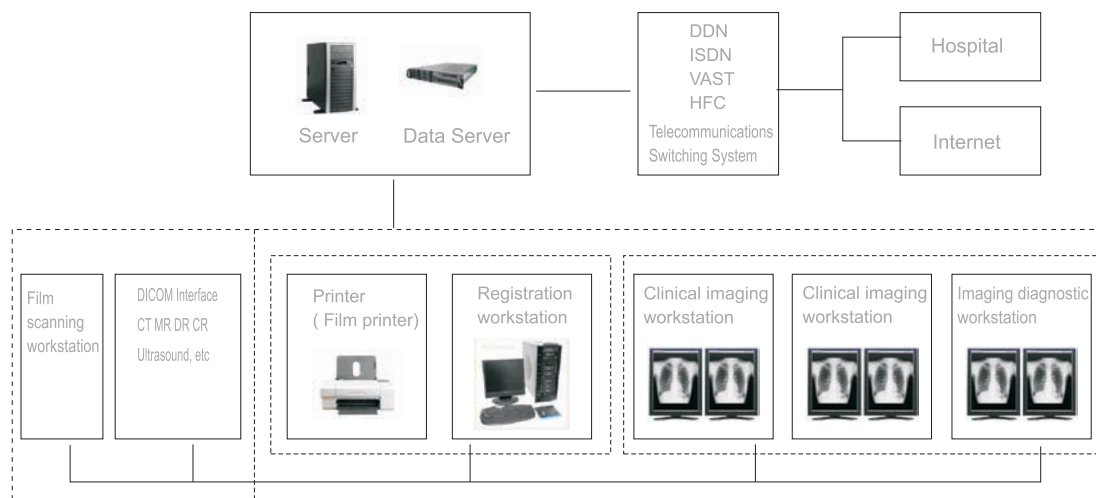 Server
Data Server
DDN
ISDN
VAST
HFC
Telecommunications
Switching System
Hospital
Internet
Film
scanning
workstation
DICOM Interface
CT MR DR CR
Ultrasound, etc
Printer
( Film printer)
Registration
workstation
Clinical imaging
workstation
Clinical imaging
workstation
Imaging diagnostic
workstation